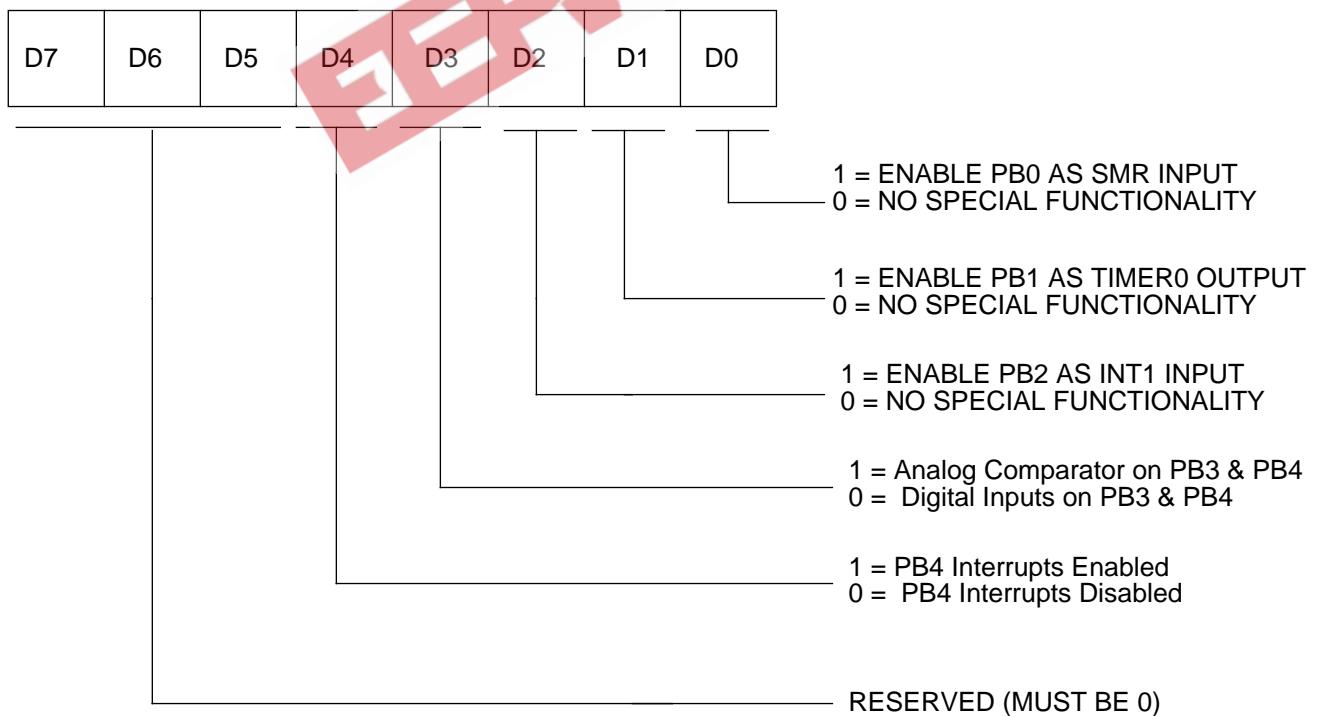 D7 D6 D5 D4 D3 D2 D1 D0
1 = ENABLE PB0 AS SMR INPUT
0 = NO SPECIAL FUNCTIONALITY
1 = ENABLE PB1 AS TIMER0 OUTPUT
0 = NO SPECIAL FUNCTIONALITY
1 = ENABLE PB2 AS INT1 INPUT
0 = NO SPECIAL FUNCTIONALITY
1 = Analog Comparator on PB3 & PB4
0 = Digital Inputs on PB3 & PB4
1 = PB4 Interrupts Enabled
0 = PB4 Interrupts Disabled
RESERVED (MUST BE 0)